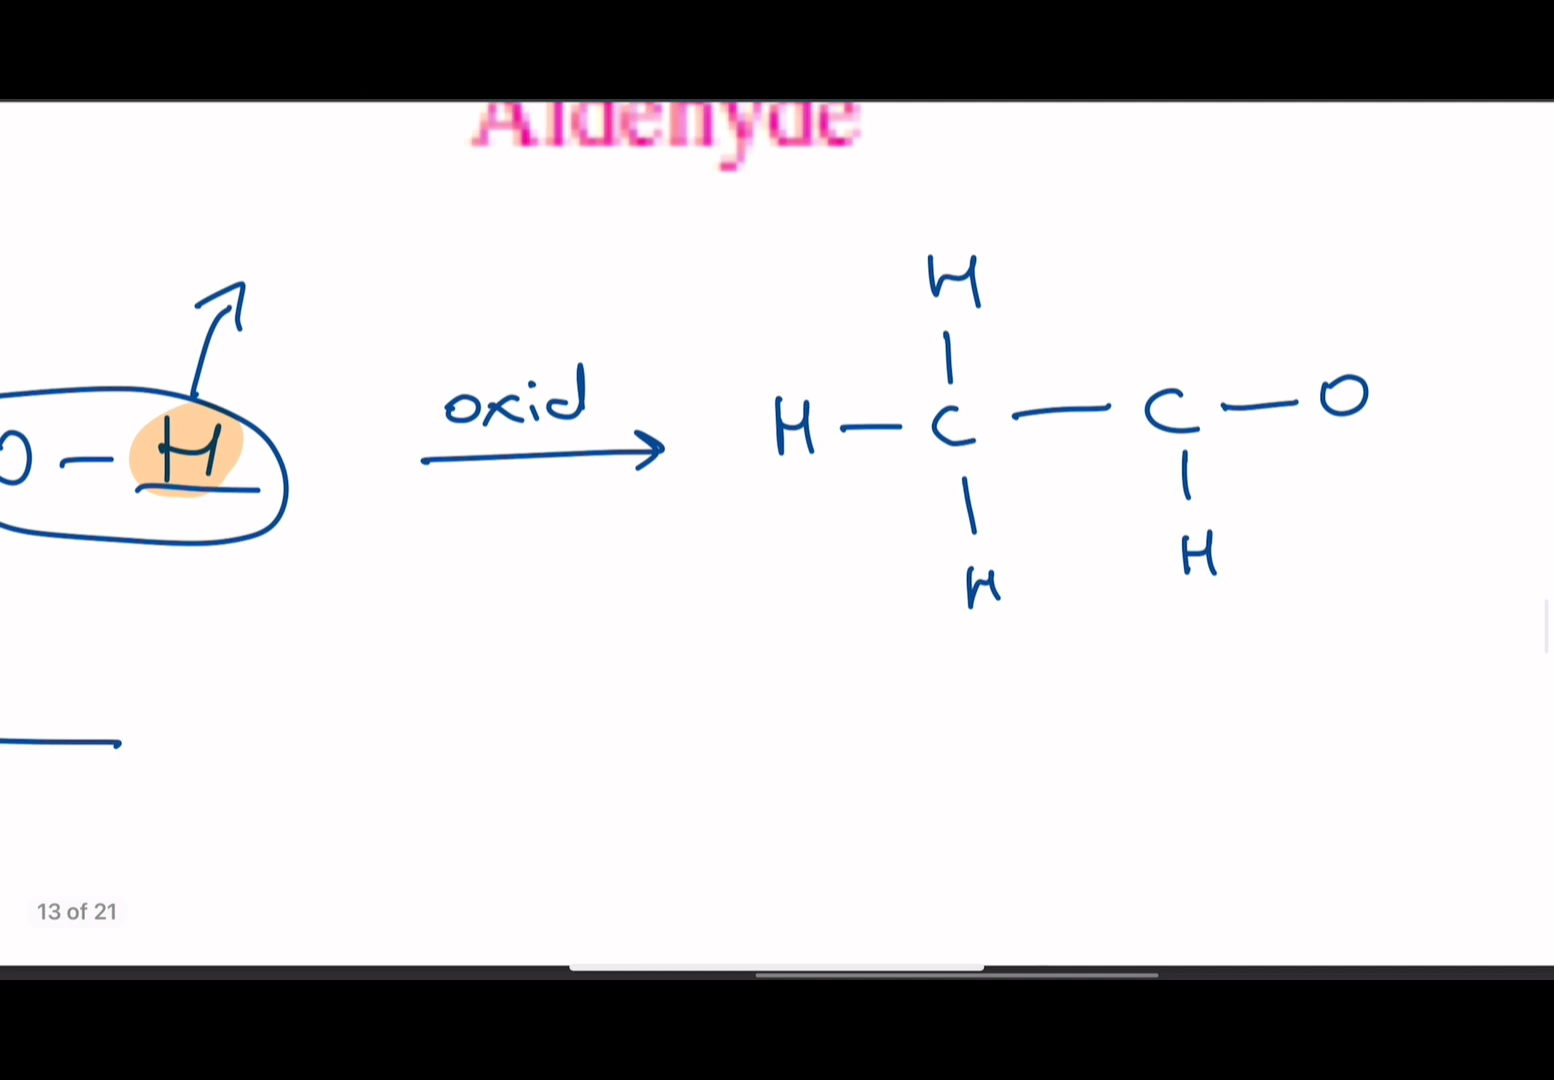 Aldehyde
H
oxid
H – C – C – O
O – H
H
H
13 of 21